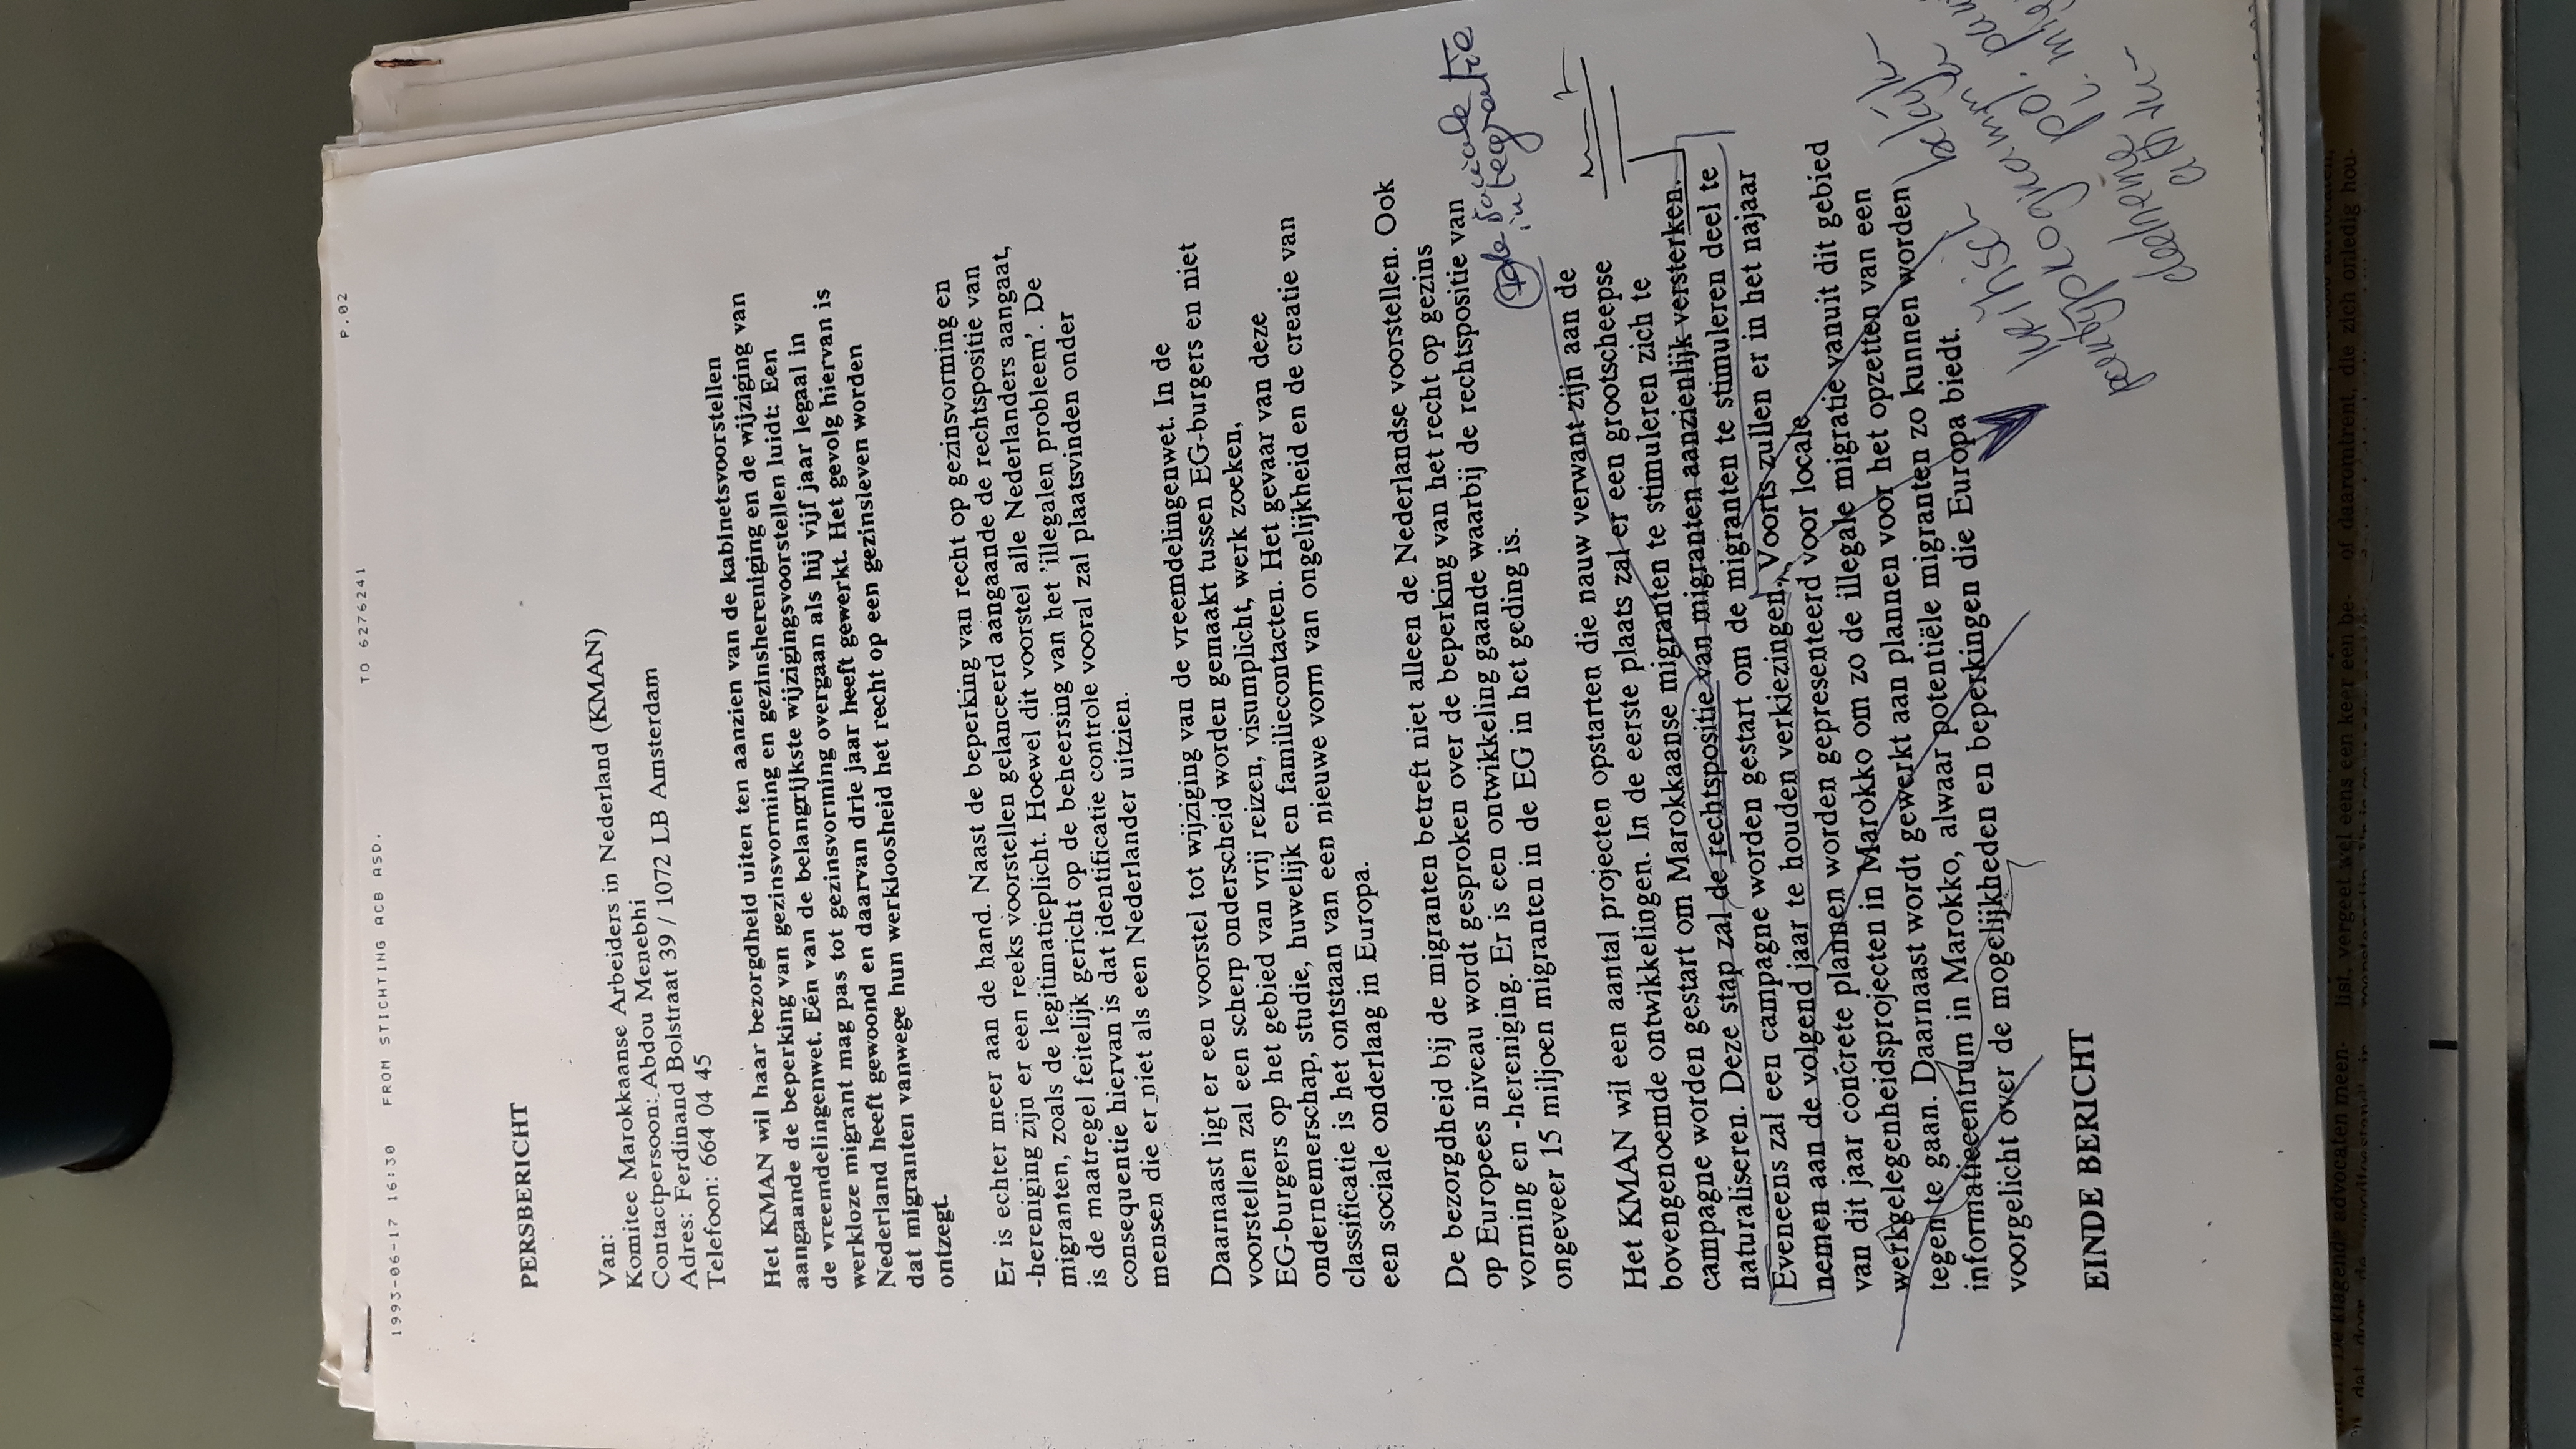 1993-06-17 16:30 FROM STICHTING ACB ASD. TO 6276241 P.02
PERSBERICHT
Van:
Komitee Marokkaanse Arbeiders in Nederland (KMAN)
Contactpersoon: Abdou Menebhi
Adres: Ferdinand Bolstraat 39 / 1072 LB Amsterdam
Telefoon: 664 04 45
Het KMAN wil haar bezorgdheid uiten ten aanzien van de kabinetsvoorstellen
aangaande de beperking van gezinsvorming en gezinshereniging en de wijziging van
de vreemdelingenwet. Eén van de belangrijkste wijzigingsvoorstellen luidt: Een
werkloze migrant mag pas tot gezinsvorming overgaan als hij vijf jaar legaal in
Nederland heeft gewoond en daarvan drie jaar heeft gewerkt. Het gevolg hiervan is
dat migranten vanwege hun werkloosheid het recht op een gezinsleven worden
ontzegt.
Er is echter meer aan de hand. Naast de beperking van recht op gezinsvorming en
-hereniging zijn er een reeks voorstellen gelanceerd aangaande de rechtspositie van
migranten, zoals de legitimatieplicht. Hoewel dit voorstel alle Nederlanders aangaat,
is de maatregel feitelijk gericht op de beheersing van het 'illegalen probleem'. De
consequentie hiervan is dat identificatie controle vooral zal plaatsvinden onder
mensen die er niet als een Nederlander uitzien.
Daarnaast ligt er een voorstel tot wijziging van de vreemdelingenwet. In de
voorstellen zal een scherp onderscheid worden gemaakt tussen EG-burgers en niet
EG-burgers op het gebied van vrij reizen, visumplicht, werk zoeken,
ondernemerschap, studie, huwelijk en familiecontacten. Het gevaar van deze
classificatie is het ontstaan van een nieuwe vorm van ongelijkheid en de creatie van
een sociale onderlaag in Europa.
De bezorgdheid bij de migranten betreft niet alleen de Nederlandse voorstellen. Ook
op Europees niveau wordt gesproken over de beperking van het recht op gezins
vorming en -hereniging. Er is een ontwikkeling gaande waarbij de rechtspositie van
ongeveer 15 miljoen migranten in de EG in het geding is.
de sociale
integratie
Het KMAN wil een aantal projecten opstarten die nauw verwant zijn aan de
bovengenoemde ontwikkelingen. In de eerste plaats zal er een grootscheepse
campagne worden gestart om Marokkaanse migranten te stimuleren zich te
naturaliseren. Deze stap zal de rechtspositie van migranten aanzienlijk versterken.
Eveneens zal een campagne worden gestart om de migranten te stimuleren deel te
nemen aan de volgend jaar te houden verkiezingen. Voorts zullen er in het najaar
van dit jaar concrete plannen worden gepresenteerd voor locale
werkgelegenheidsprojecten in Marokko om zo de illegale migratie vanuit dit gebied
tegen te gaan. Daarnaast wordt gewerkt aan plannen voor het opzetten van een
informatiecentrum in Marokko, alwaar potentiële migranten zo kunnen worden
voorgelicht over de mogelijkheden en beperkingen die Europa biedt.
EINDE BERICHT
kritisch